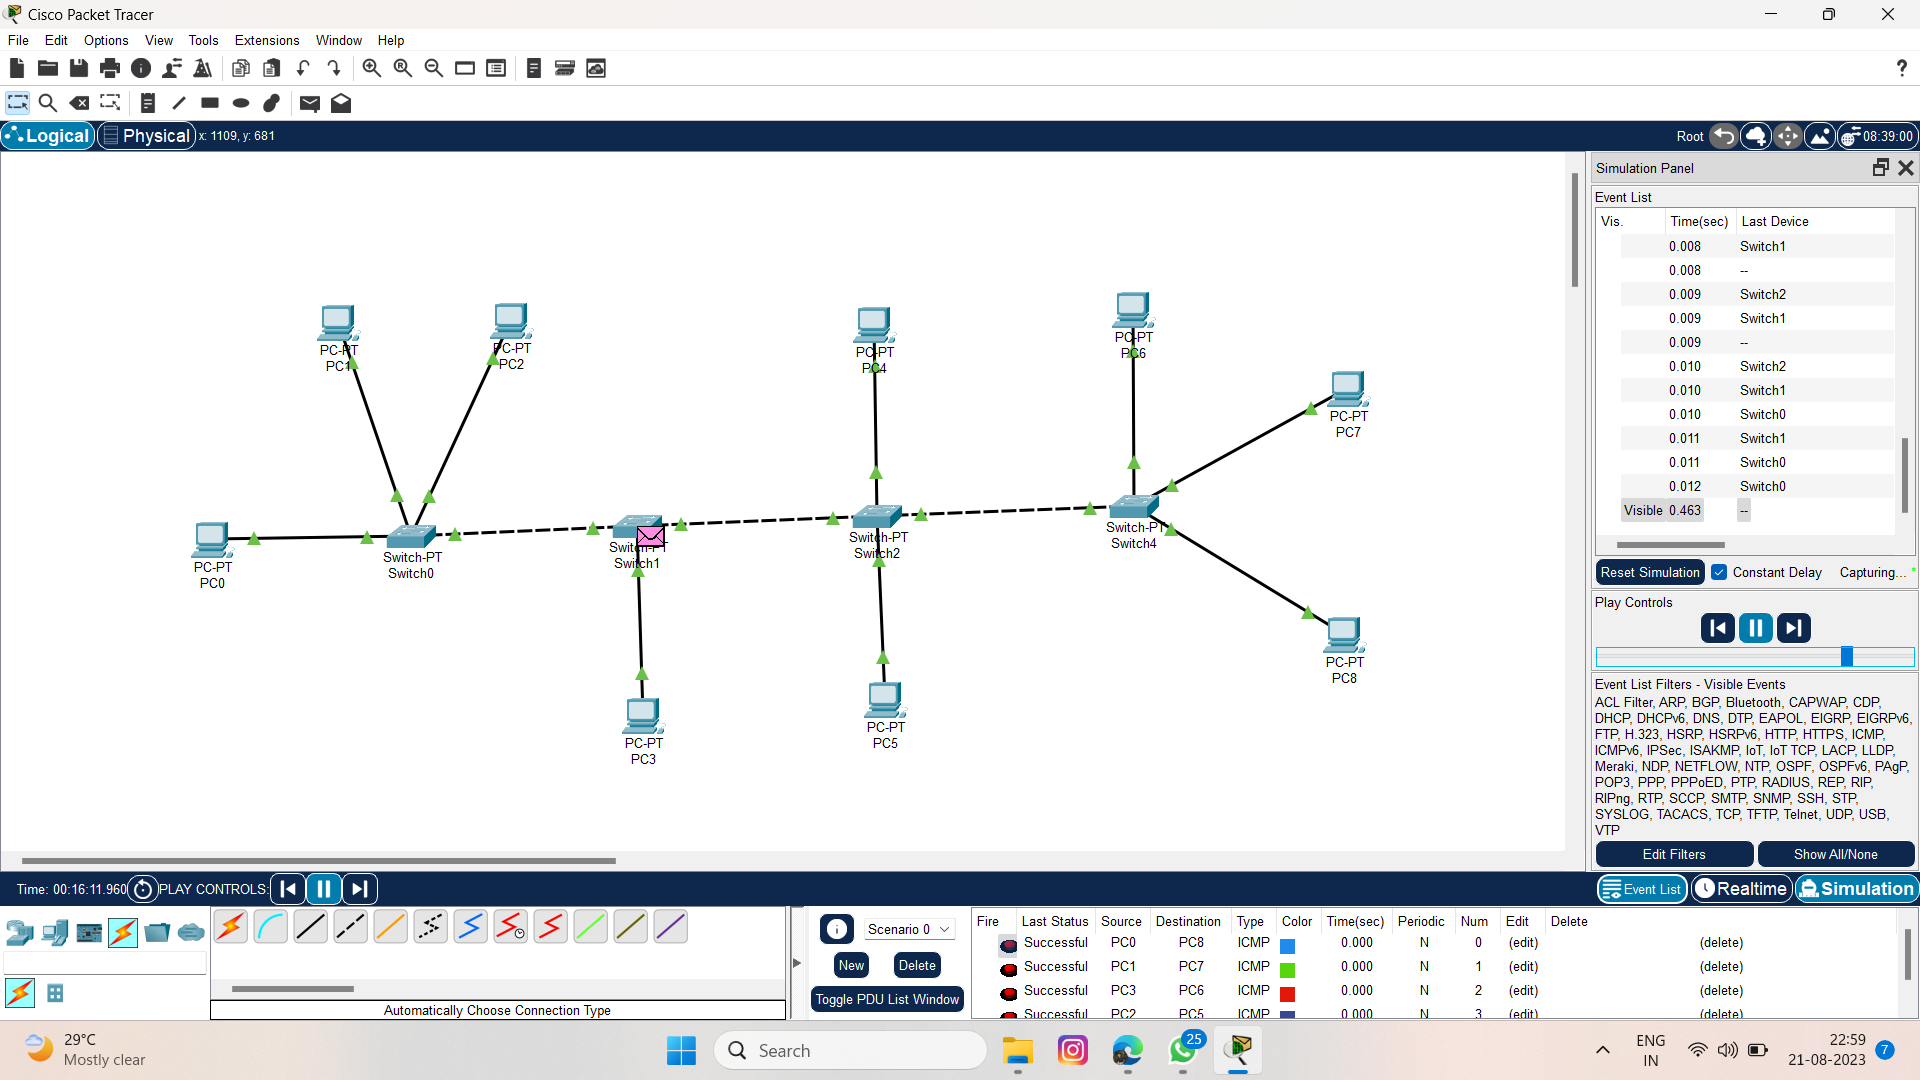 Cisco Packet Tracer
File Edit Options View Tools Extensions Window Help
Logical Physical x: 1109, y: 681 Root 08:39:00
Simulation Panel
Event List
Vis. Time(sec) Last Device
0.008 Switch1
0.008 --
0.009 Switch2
0.009 Switch1
0.009 --
0.010 Switch2
0.010 Switch1
0.010 Switch0
0.011 Switch1
0.011 Switch0
0.012 Switch0
Visible 0.463 --
Reset Simulation Constant Delay Capturing...
Play Controls
Event List Filters - Visible Events
ACL Filter, ARP, BGP, Bluetooth, CAPWAP, CDP,
DHCP, DHCPv6, DNS, DTP, EAPOL, EIGRP, EIGRPv6,
FTP, H.323, HSRP, HSRPv6, HTTP, HTTPS, ICMP,
ICMPv6, IPSec, ISAKMP, IoT, IoT TCP, LACP, LLDP,
Meraki, NDP, NETFLOW, NTP, OSPF, OSPFv6, PAgP,
POP3, PPP, PPPoED, PTP, RADIUS, REP, RIP,
RIPng, RTP, SCCP, SMTP, SNMP, SSH, STP,
SYSLOG, TACACS, TCP, TFTP, Telnet, UDP, USB,
VTP
Edit Filters Show All/None
PC-PT
PC1
PC-PT
PC2
PC-PT
PC4
PC-PT
PC6
PC-PT
PC7
PC-PT
PC0
Switch-PT
Switch0
Switch-PT
Switch1
Switch-PT
Switch2
Switch-PT
Switch4
PC-PT
PC3
PC-PT
PC5
PC-PT
PC8
Time: 00:16:11.960 PLAY CONTROLS: Event List Realtime Simulation
Automatically Choose Connection Type
Scenario 0
New Delete
Toggle PDU List Window
Fire Last Status Source Destination Type Color Time(sec) Periodic Num Edit Delete
Successful PC0 PC8 ICMP 0.000 N 0 (edit) (delete)
Successful PC1 PC7 ICMP 0.000 N 1 (edit) (delete)
Successful PC3 PC6 ICMP 0.000 N 2 (edit) (delete)
Successful PC2 PC5 ICMP 0.000 N 3 (edit) (delete)
29°C
Mostly clear
Search
25
ENG
IN
22:59
21-08-2023
7